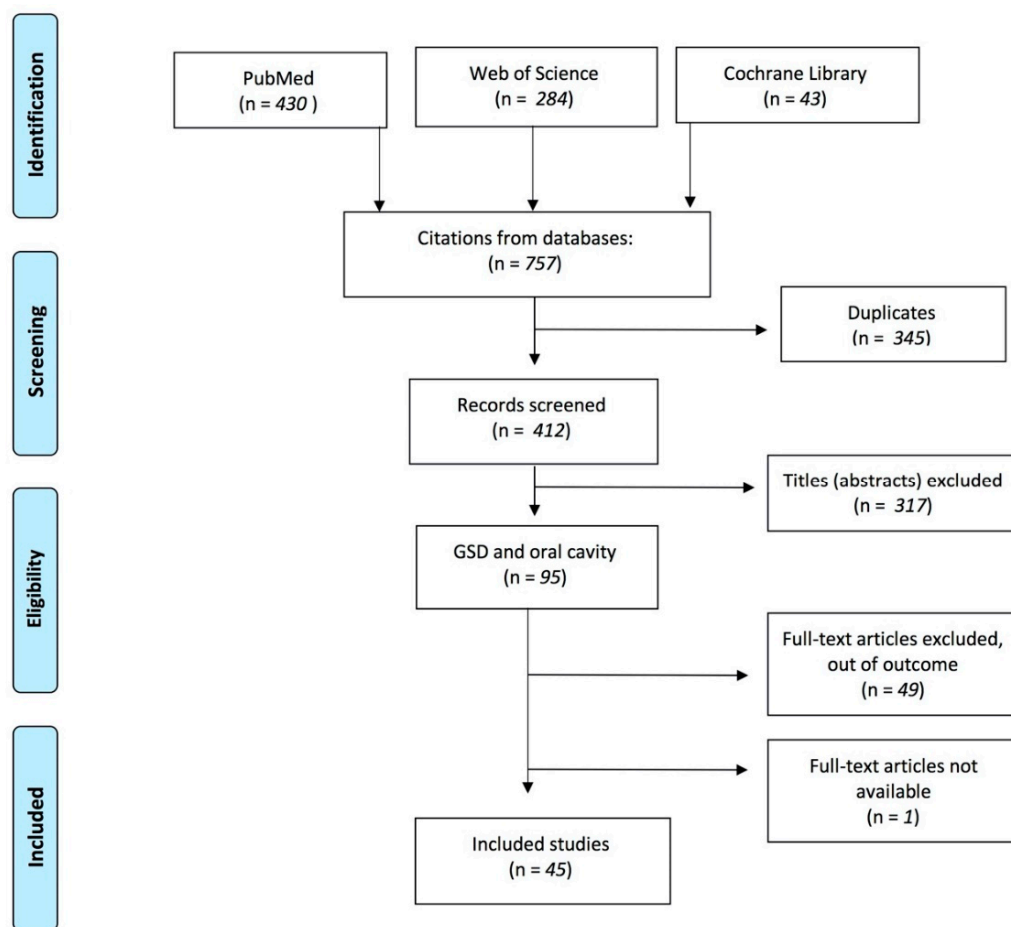 Identification
PubMed
(n = 430 )
Web of Science
(n =  284)
Cochrane Library
(n = 43)
Citations from databases:
(n = 757)
Screening
Duplicates
(n =  345)
Records screened
(n =  412)
Titles (abstracts) excluded
(n =  317)
Eligibility
GSD and oral cavity
(n = 95)
Full-text articles excluded,
out of outcome
(n = 49)
Included
Full-text articles not
available
(n = 1)
Included studies
(n = 45)